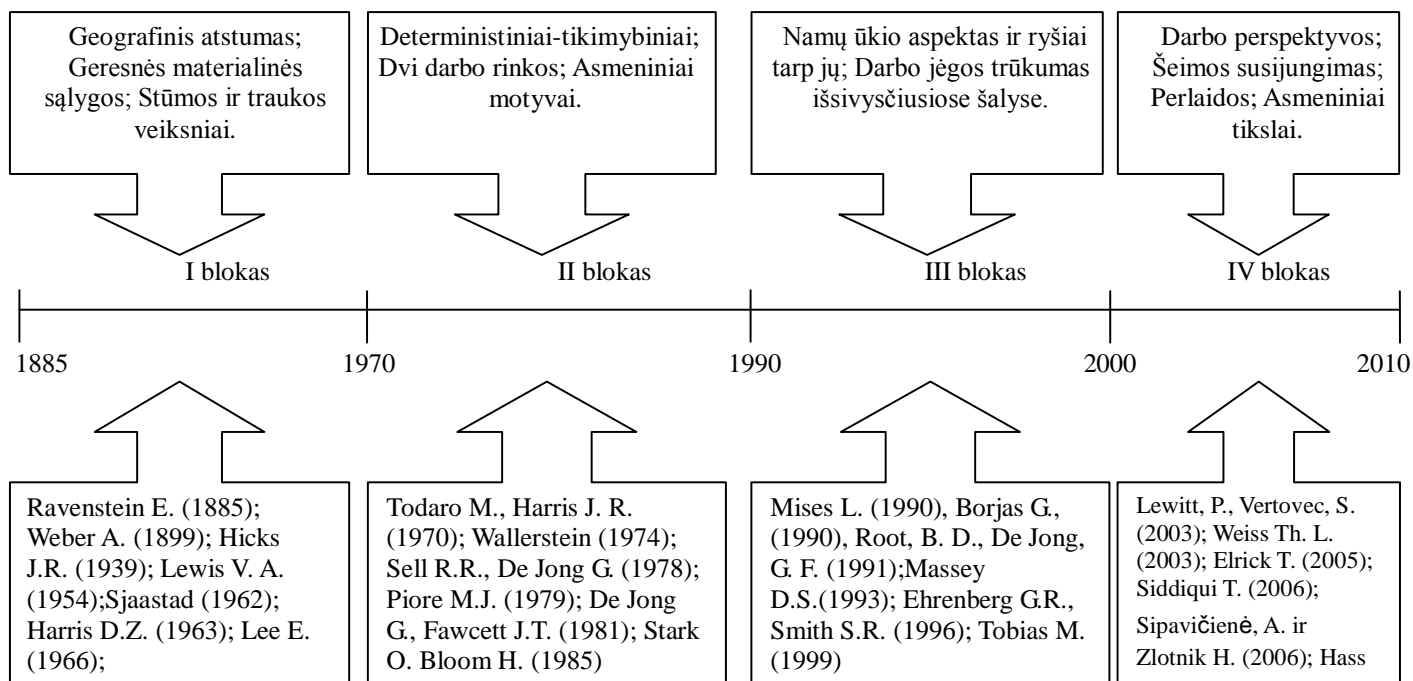 Geografinis atstumas;
Geresnės materialinės
sąlygos; Stūmos ir traukos
veiksniai.
Deterministiniai-tikimybiniai;
Dvi darbo rinkos; Asmeniniai
motyvai.
Namų ūkio aspektas ir ryšiai
tarp jų; Darbo jėgos trūkumas
išsivysčiusiose šalyse.
Darbo perspektyvos;
Šeimos susijungimas;
Perlaidos; Asmeniniai
tikslai.
I blokas
II blokas
III blokas
IV blokas
1885
1970
1990
2000
2010
Ravenstein E. (1885);
Weber A. (1899); Hicks
J.R. (1939); Lewis V. A.
(1954);Sjaastad (1962);
Harris D.Z. (1963); Lee E.
(1966);
Todaro M., Harris J. R.
(1970); Wallerstein (1974);
Sell R.R., De Jong G. (1978);
Piore M.J. (1979); De Jong
G., Fawcett J.T. (1981); Stark
O. Bloom H. (1985)
Mises L. (1990), Borjas G.,
(1990), Root, B. D., De Jong,
G. F. (1991);Massey
D.S.(1993); Ehrenberg G.R.,
Smith S.R. (1996); Tobias M.
(1999)
Lewitt, P., Vertovec, S.
(2003); Weiss Th. L.
(2003); Elrick T. (2005);
Siddiqui T. (2006);
Sipavičienė, A. ir
Zlotnik H. (2006); Hass